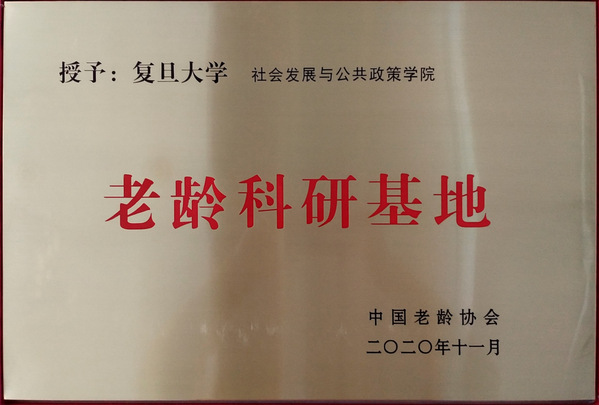 授予：复旦大学 社会发展与公共政策学院
老龄科研基地
中国老龄协会
二〇二〇年十一月